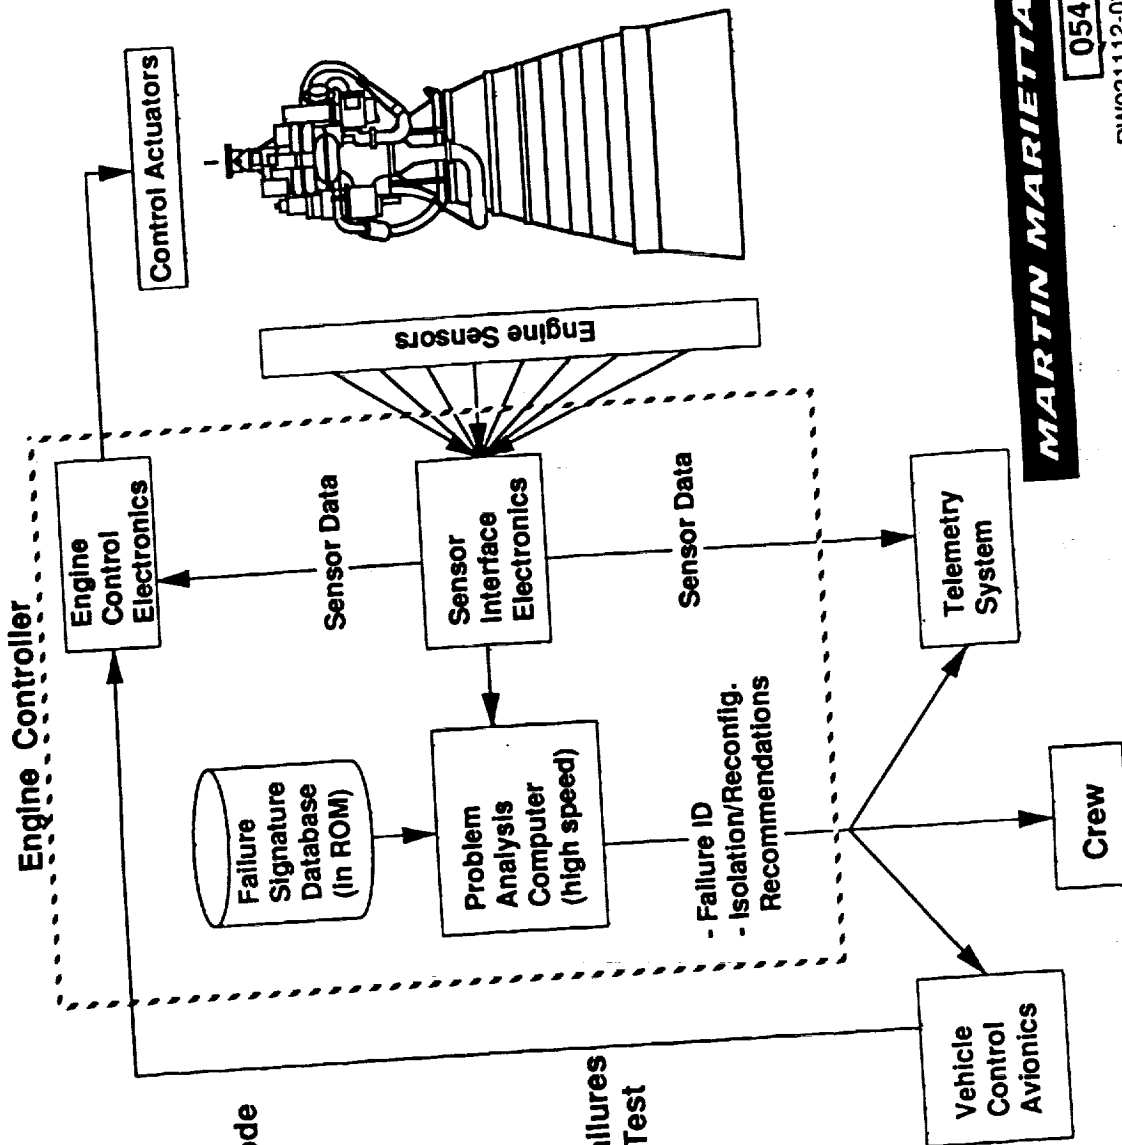 Engine Controller
Engine
Control
Electronics
Control Actuators
Sensor Data
Failure
Signature
Database
(in ROM)
Problem
Analysis
Computer
(high speed)
Sensor
Interface
Electronics
Engine Sensors
- Failure ID
- Isolation/Reconfig.
Recommendations
Sensor Data
Vehicle
Control
Avionics
Crew
Telemetry
System
Test
MARTIN MARIETTA
054